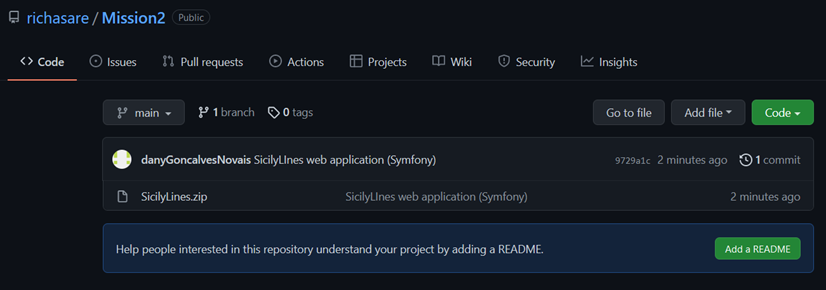 richasare / Mission2 Public
Code Issues Pull requests Actions Projects Wiki Security Insights
main 1 branch 0 tags Go to file Add file Code
danyGoncalvesNovais SicilyLInes web application (Symfony) 9729a1c 2 minutes ago 1 commit
SicilyLines.zip SicilyLInes web application (Symfony) 2 minutes ago
Help people interested in this repository understand your project by adding a README. Add a README